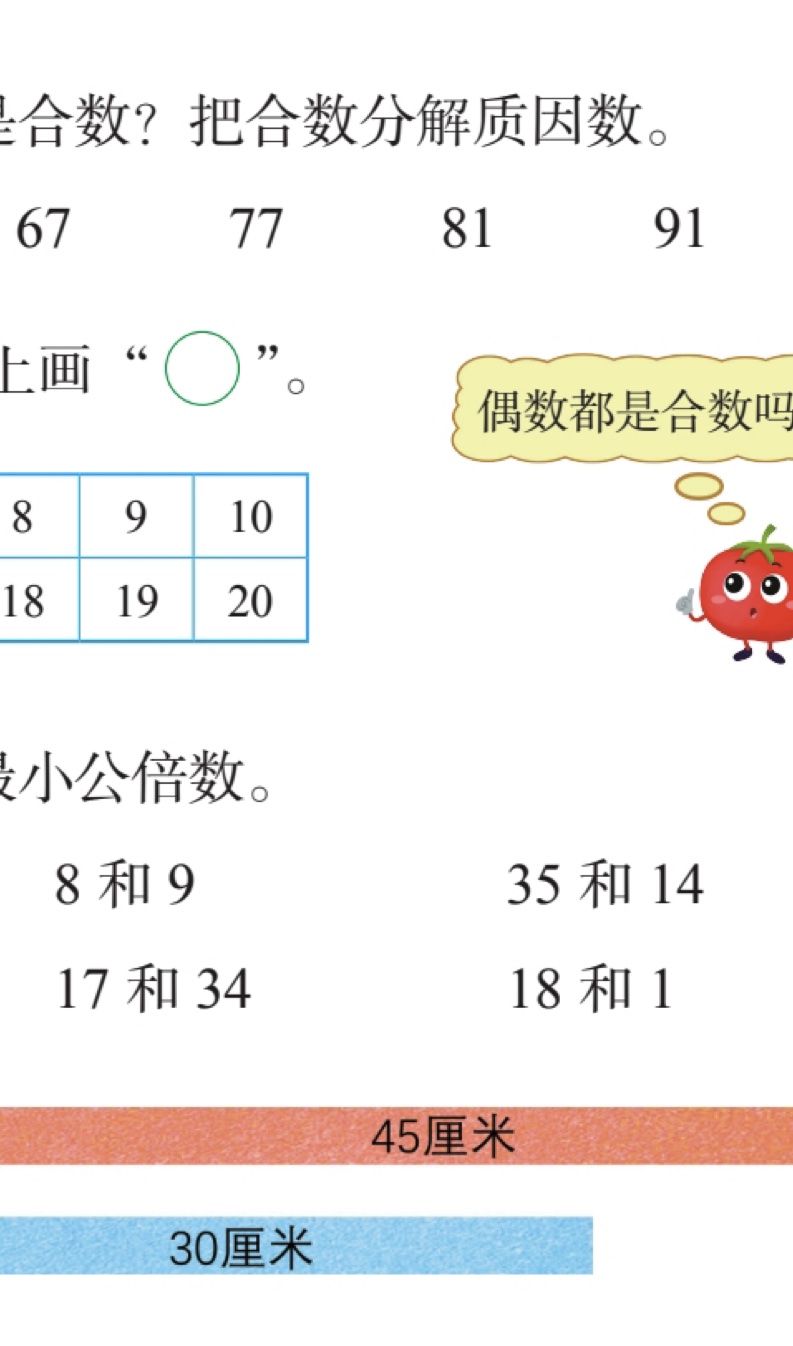 是合数？把合数分解质因数。
67 77 81 91
上画“○”。
偶数都是合数吗
8 9 10
18 19 20
最小公倍数。
8 和 9 35 和 14
17 和 34 18 和 1
45厘米
30厘米